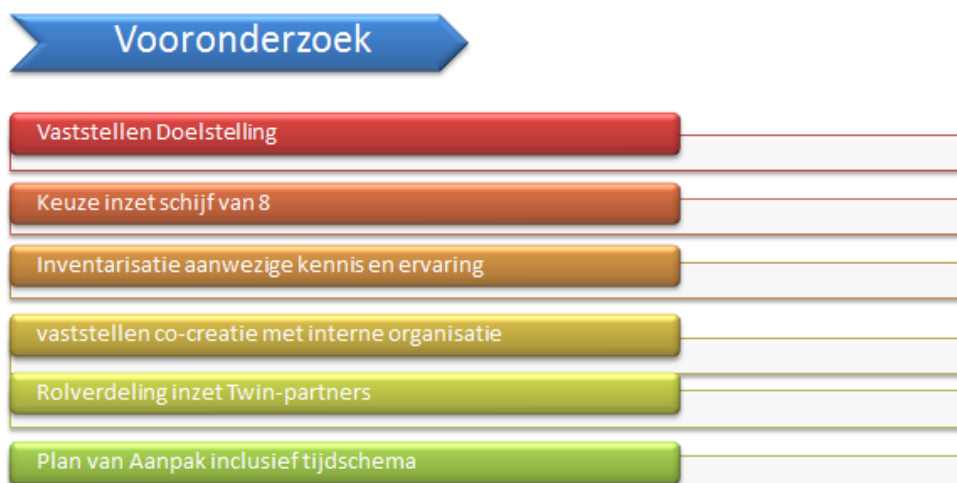 Vooronderzoek
Vaststellen Doelstelling
Keuze inzet schijf van 8
Inventarisatie aanwezige kennis en ervaring
vaststellen co-creatie met interne organisatie
Rolverdeling inzet Twin-partners
Plan van Aanpak inclusief tijdschema